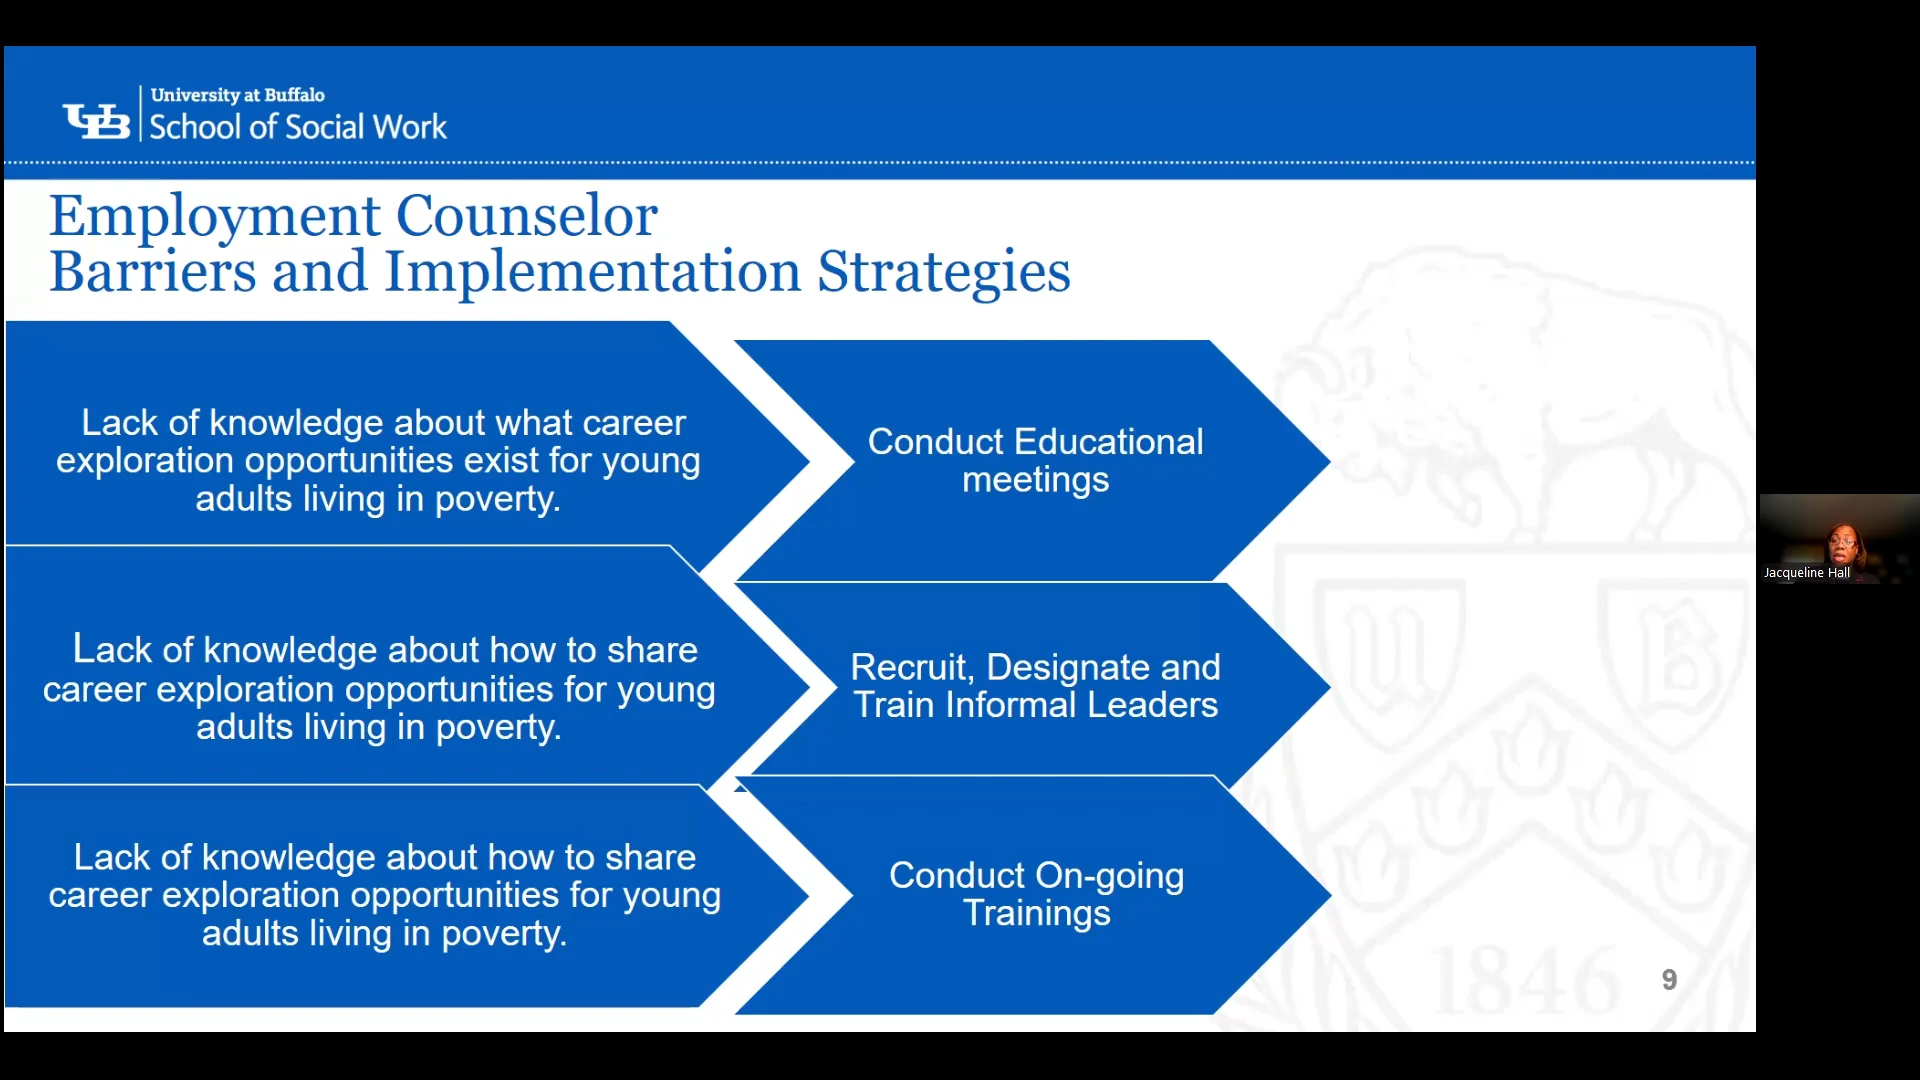 UB
University at Buffalo
School of Social Work
Employment Counselor
Barriers and Implementation Strategies
Lack of knowledge about what career
exploration opportunities exist for young
adults living in poverty.
Conduct Educational
meetings
Lack of knowledge about how to share
career exploration opportunities for young
adults living in poverty.
Recruit, Designate and
Train Informal Leaders
Lack of knowledge about how to share
career exploration opportunities for young
adults living in poverty.
Conduct On-going
Trainings
U B
1846
9
Jacqueline Hall